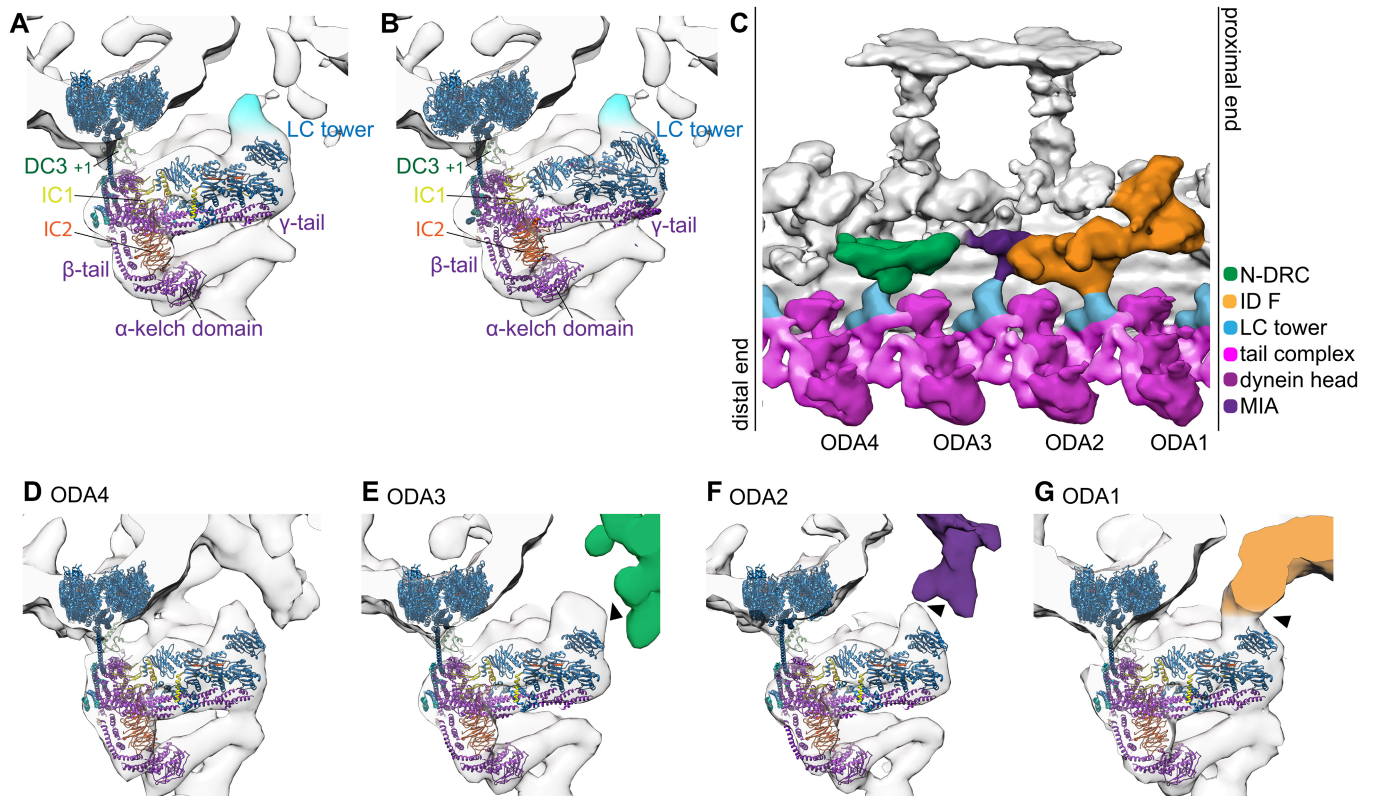 A
LC tower
DC3 +1
IC1
IC2
γ-tail
β-tail
α-kelch domain
B
LC tower
DC3 +1
IC1
IC2
γ-tail
β-tail
α-kelch domain
C
distal end
proximal end
N-DRC
ID F
LC tower
tail complex
dynein head
MIA
ODA4
ODA3
ODA2
ODA1
D ODA4
E ODA3
F ODA2
G ODA1